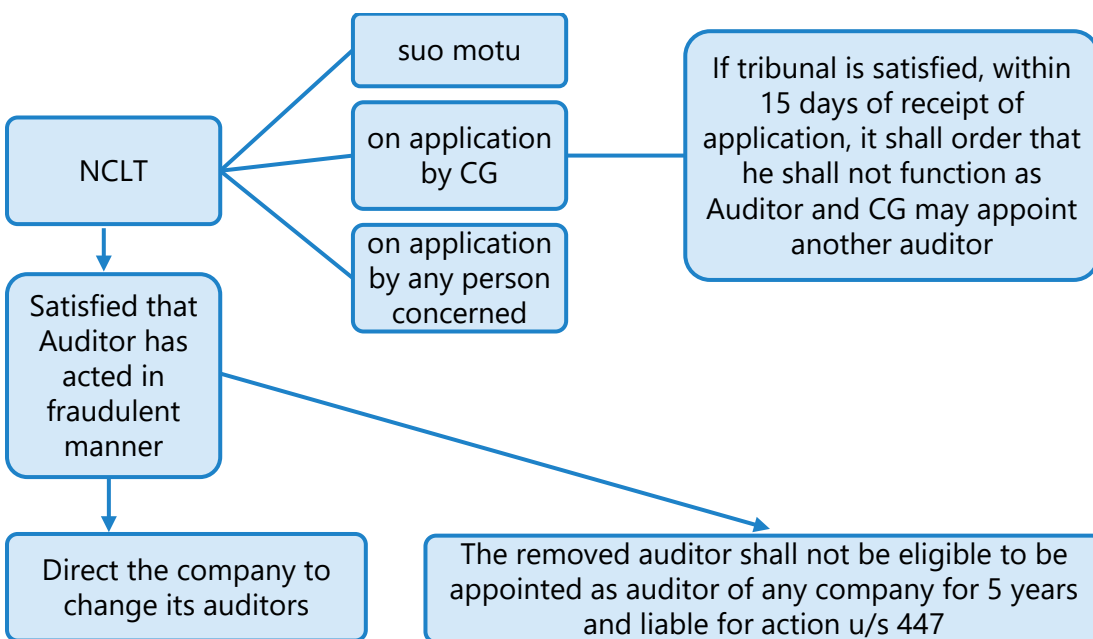 NCLT
suo motu
on application
by CG
on application
by any person
concerned
If tribunal is satisfied, within
15 days of receipt of
application, it shall order that
he shall not function as
Auditor and CG may appoint
another auditor
Satisfied that
Auditor has
acted in
fraudulent
manner
Direct the company to
change its auditors
The removed auditor shall not be eligible to be
appointed as auditor of any company for 5 years
and liable for action u/s 447